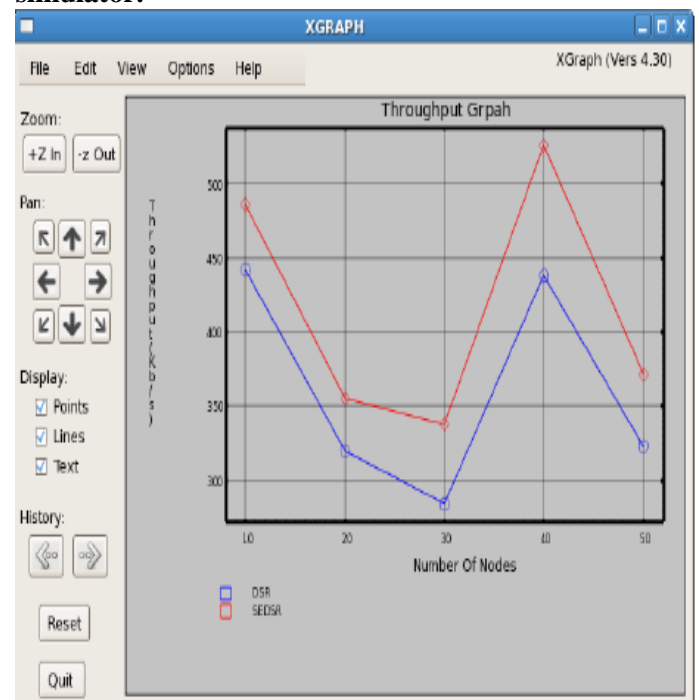 simulator.
XGRAPH
File Edit View Options Help
XGraph (Vers 4.30)
Zoom:
+Z In -z Out
Pan:
Display:
Points
Lines
Text
History:
Reset
Quit
Throughput Grpah
Throughput(Kb/s)
500
450
400
350
300
10 20 30 40 50
Number Of Nodes
DSR
SEDSR